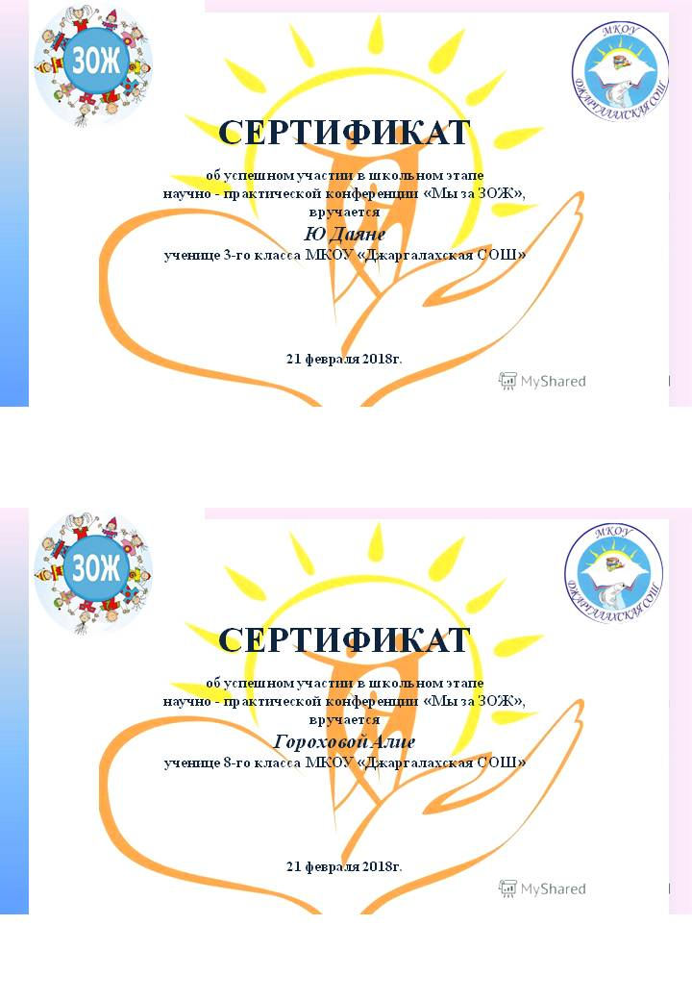 ЗОЖ
МКОУ
ДЖАРГАЛАХСКАЯ СОШ
СЕРТИФИКАТ
об успешном участии в школьном этапе
научно - практической конференции «Мы за ЗОЖ»,
вручается
Ю Даяне
ученице 3-го класса МКОУ «Джаргалахская СОШ»
21 февраля 2018г.
MyShared
ЗОЖ
МКОУ
ДЖАРГАЛАХСКАЯ СОШ
СЕРТИФИКАТ
об успешном участии в школьном этапе
научно - практической конференции «Мы за ЗОЖ»,
вручается
Гороховой Алие
ученице 8-го класса МКОУ «Джаргалахская СОШ»
21 февраля 2018г.
MyShared